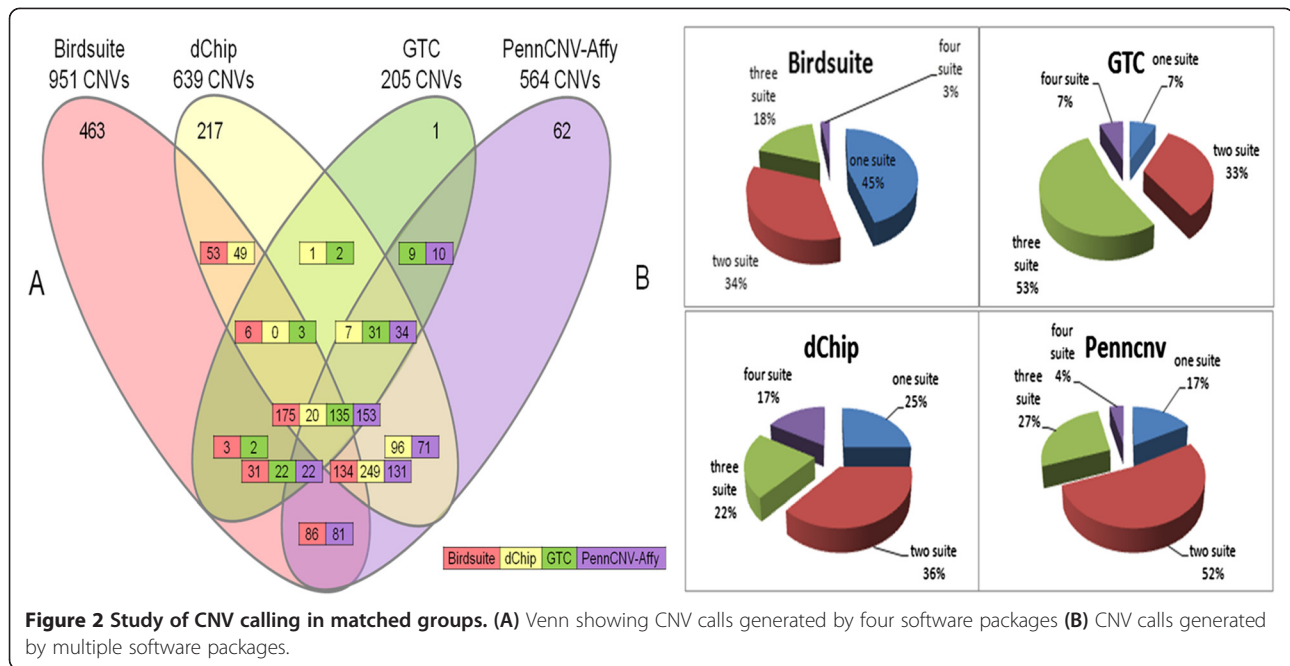 Birdsuite
951 CNVs
dChip
639 CNVs
GTC
205 CNVs
PennCNV-Affy
564 CNVs
463
217
1
62
53 49
1 2
9 10
A
6 0 3
7 31 34
175 20 135 153
3 2
96 71
31 22 22
134 249 131
86 81
Birdsuite dChip GTC PennCNV-Affy
B
Birdsuite
four
suite
3%
three
suite
18%
one suite
45%
two suite
34%
GTC
four suite
7%
one suite
7%
two suite
33%
three
suite
53%
dChip
four suite
17%
one suite
25%
three
suite
22%
two suite
36%
Penncnv
four
suite
4%
one suite
17%
three
suite
27%
two suite
52%
Figure 2 Study of CNV calling in matched groups. (A) Venn showing CNV calls generated by four software packages (B) CNV calls generated
by multiple software packages.